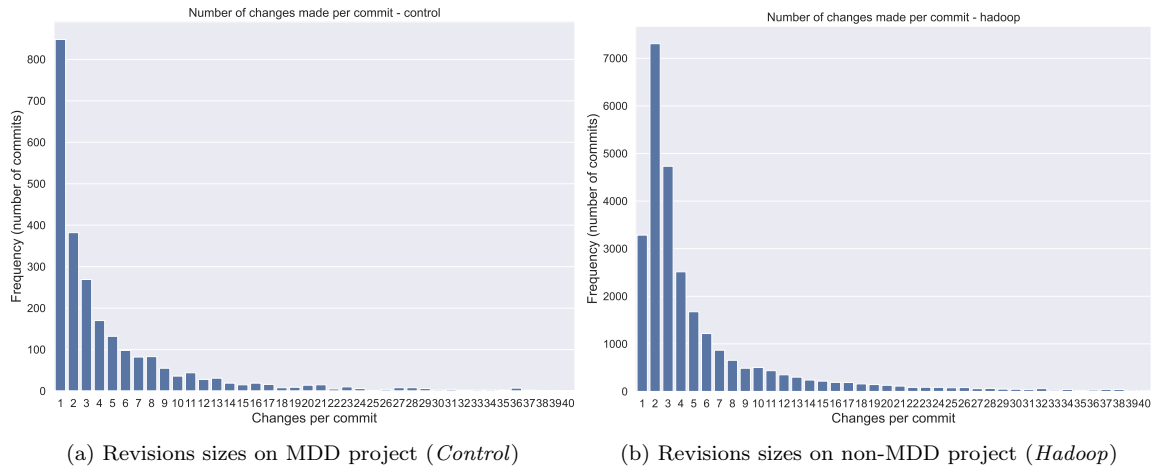 Number of changes made per commit - control
800
700
600
500
400
300
200
100
0
Frequency (number of commits)
1 2 3 4 5 6 7 8 9 10 11 12 13 14 15 16 17 18 19 20 21 22 23 24 25 26 27 28 29 30 31 32 33 34 35 36 37 38 39 40
Changes per commit
(a) Revisions sizes on MDD project (Control)
Number of changes made per commit - hadoop
7000
6000
5000
4000
3000
2000
1000
0
Frequency (number of commits)
1 2 3 4 5 6 7 8 9 10 11 12 13 14 15 16 17 18 19 20 21 22 23 24 25 26 27 28 29 30 31 32 33 34 35 36 37 38 39 40
Changes per commit
(b) Revisions sizes on non-MDD project (Hadoop)